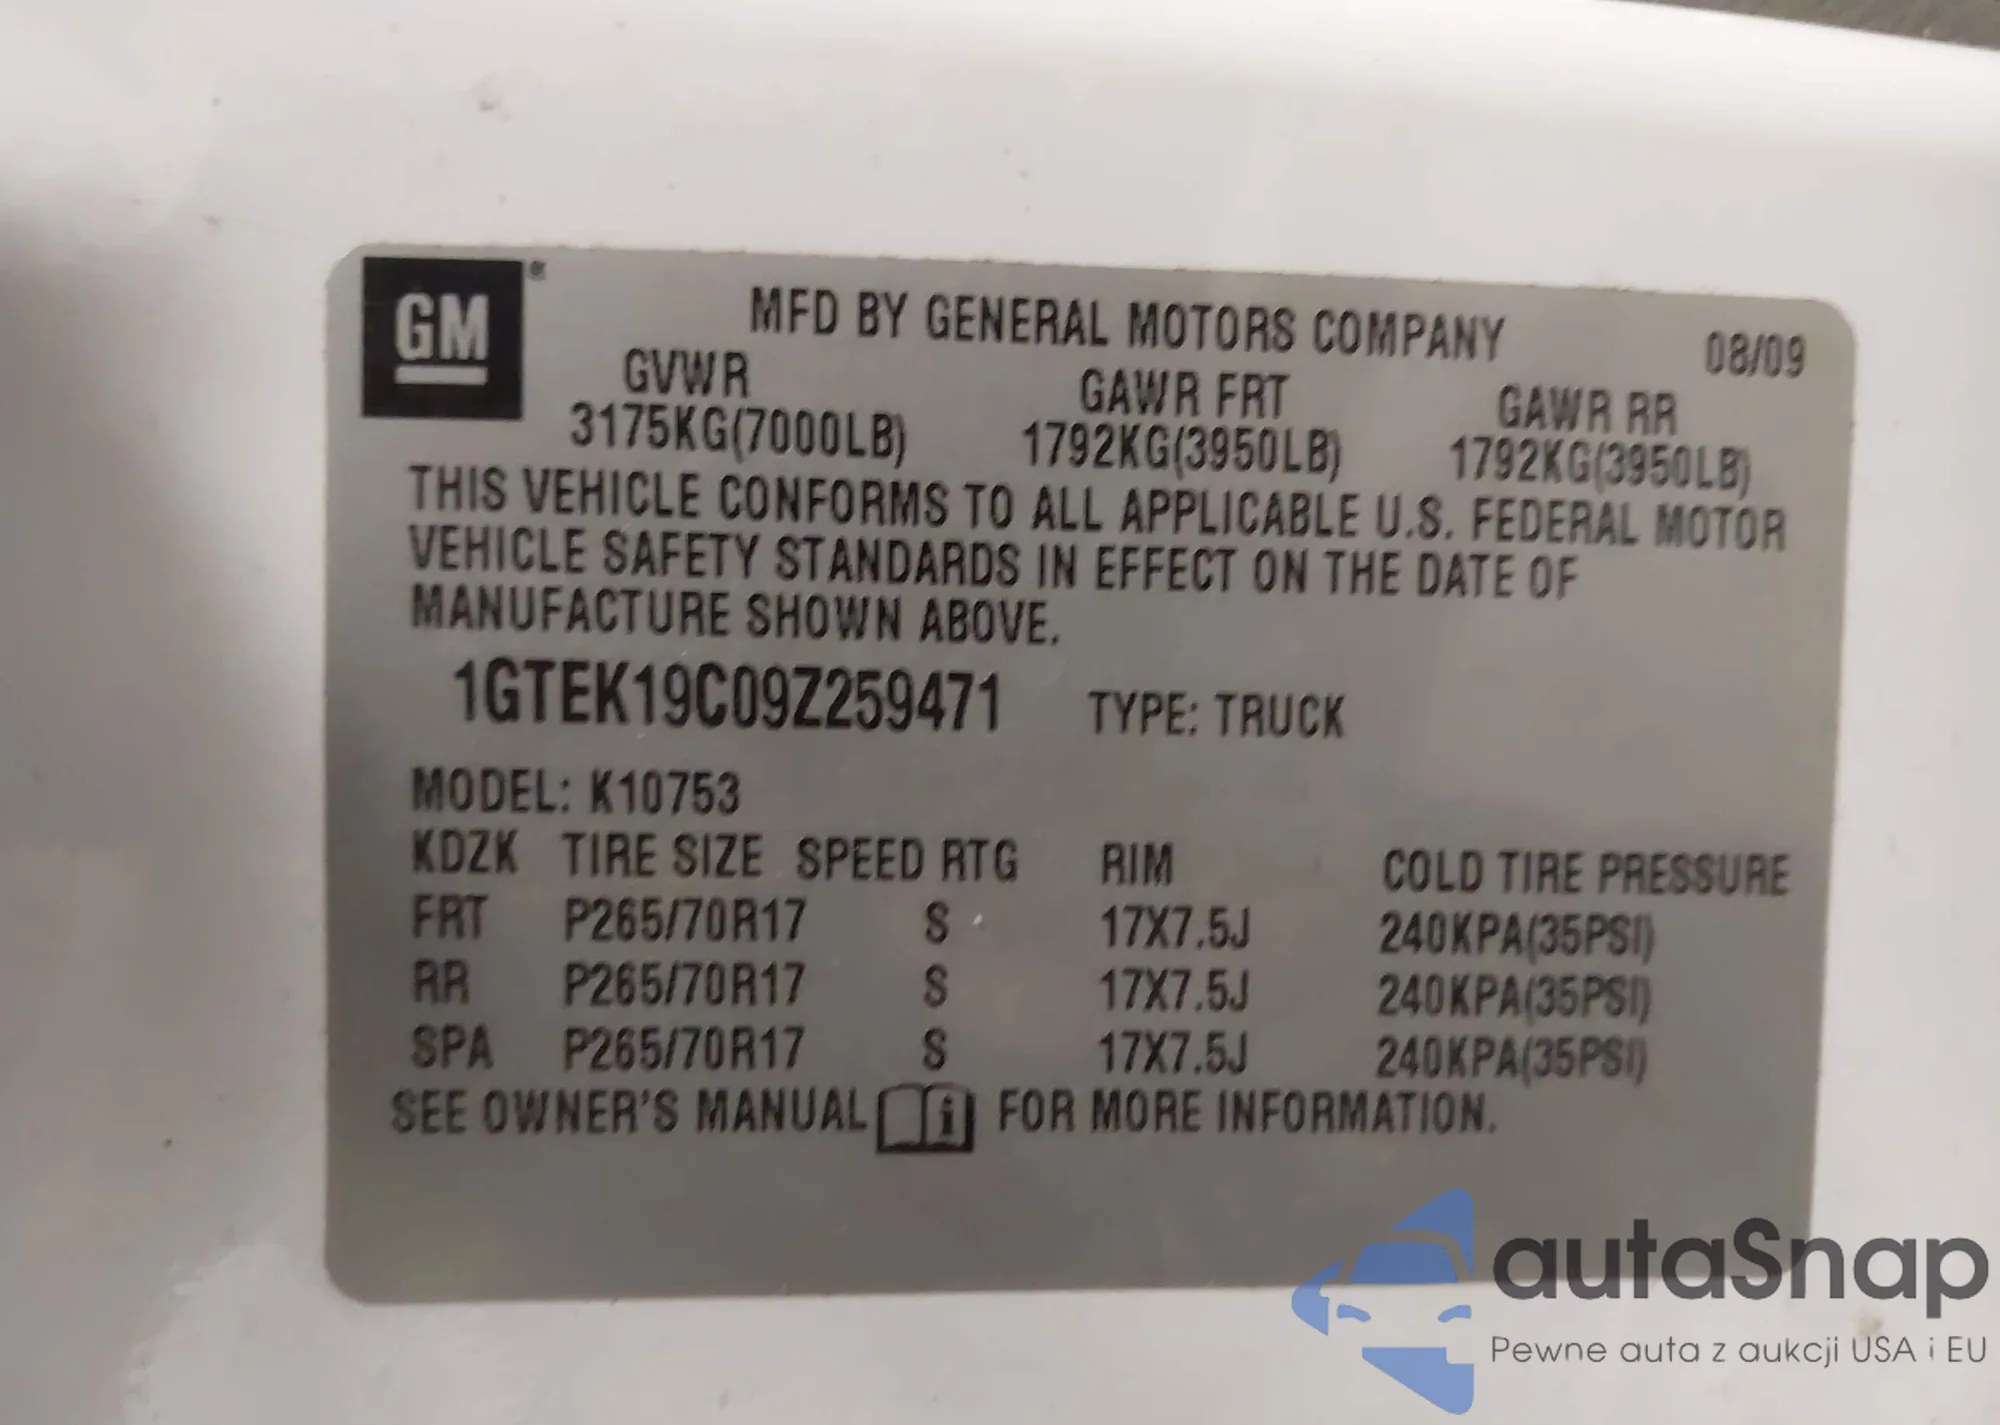 GM®
MFD BY GENERAL MOTORS COMPANY 08/09
GVWR GAWR FRT GAWR RR
3175KG(7000LB) 1792KG(3950LB) 1792KG(3950LB)
THIS VEHICLE CONFORMS TO ALL APPLICABLE U.S. FEDERAL MOTOR
VEHICLE SAFETY STANDARDS IN EFFECT ON THE DATE OF
MANUFACTURE SHOWN ABOVE.
1GTEK19C09Z259471 TYPE: TRUCK
MODEL: K10753
KDZK TIRE SIZE SPEED RTG RIM COLD TIRE PRESSURE
FRT P265/70R17 S 17X7.5J 240KPA(35PSI)
RR P265/70R17 S 17X7.5J 240KPA(35PSI)
SPA P265/70R17 S 17X7.5J 240KPA(35PSI)
SEE OWNER'S MANUAL i FOR MORE INFORMATION.
autaSnap
Pewne auta z aukcji USA i EU